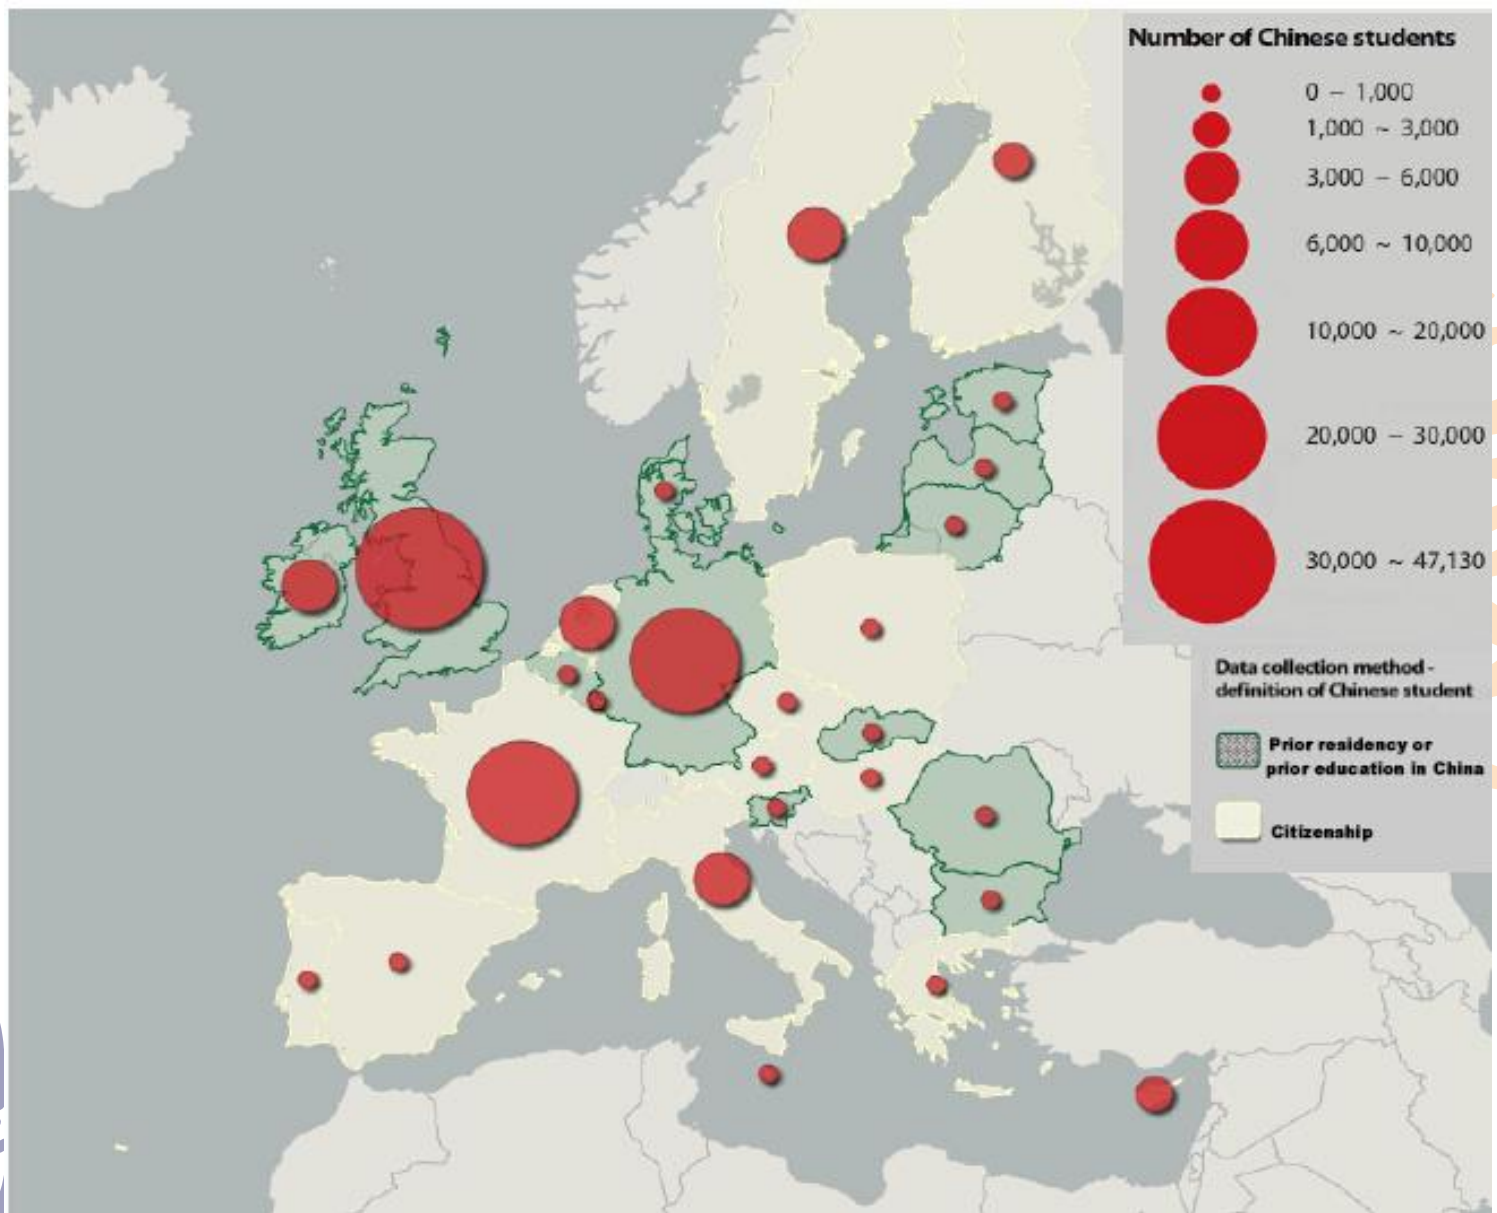 Number of Chinese students
0 – 1,000
1,000 ~ 3,000
3,000 – 6,000
6,000 ~ 10,000
10,000 ~ 20,000
20,000 – 30,000
30,000 ~ 47,130
Data collection method -
definition of Chinese student
Prior residency or
prior education in China
Citizenship